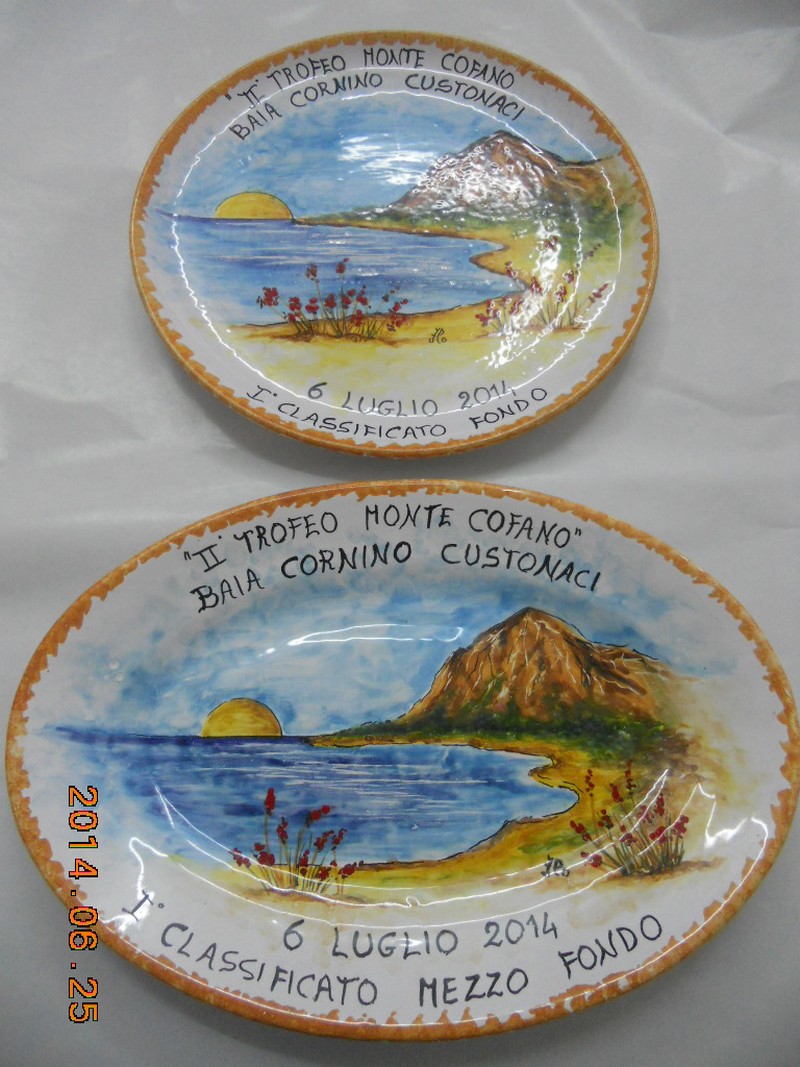 "II° TROFEO MONTE COFANO
BAIA CORNINO CUSTONACI
6 LUGLIO 2014
I° CLASSIFICATO FONDO
"II° TROFEO MONTE COFANO"
BAIA CORNINO CUSTONACI
6 LUGLIO 2014
I° CLASSIFICATO MEZZO FONDO
2014.06.25